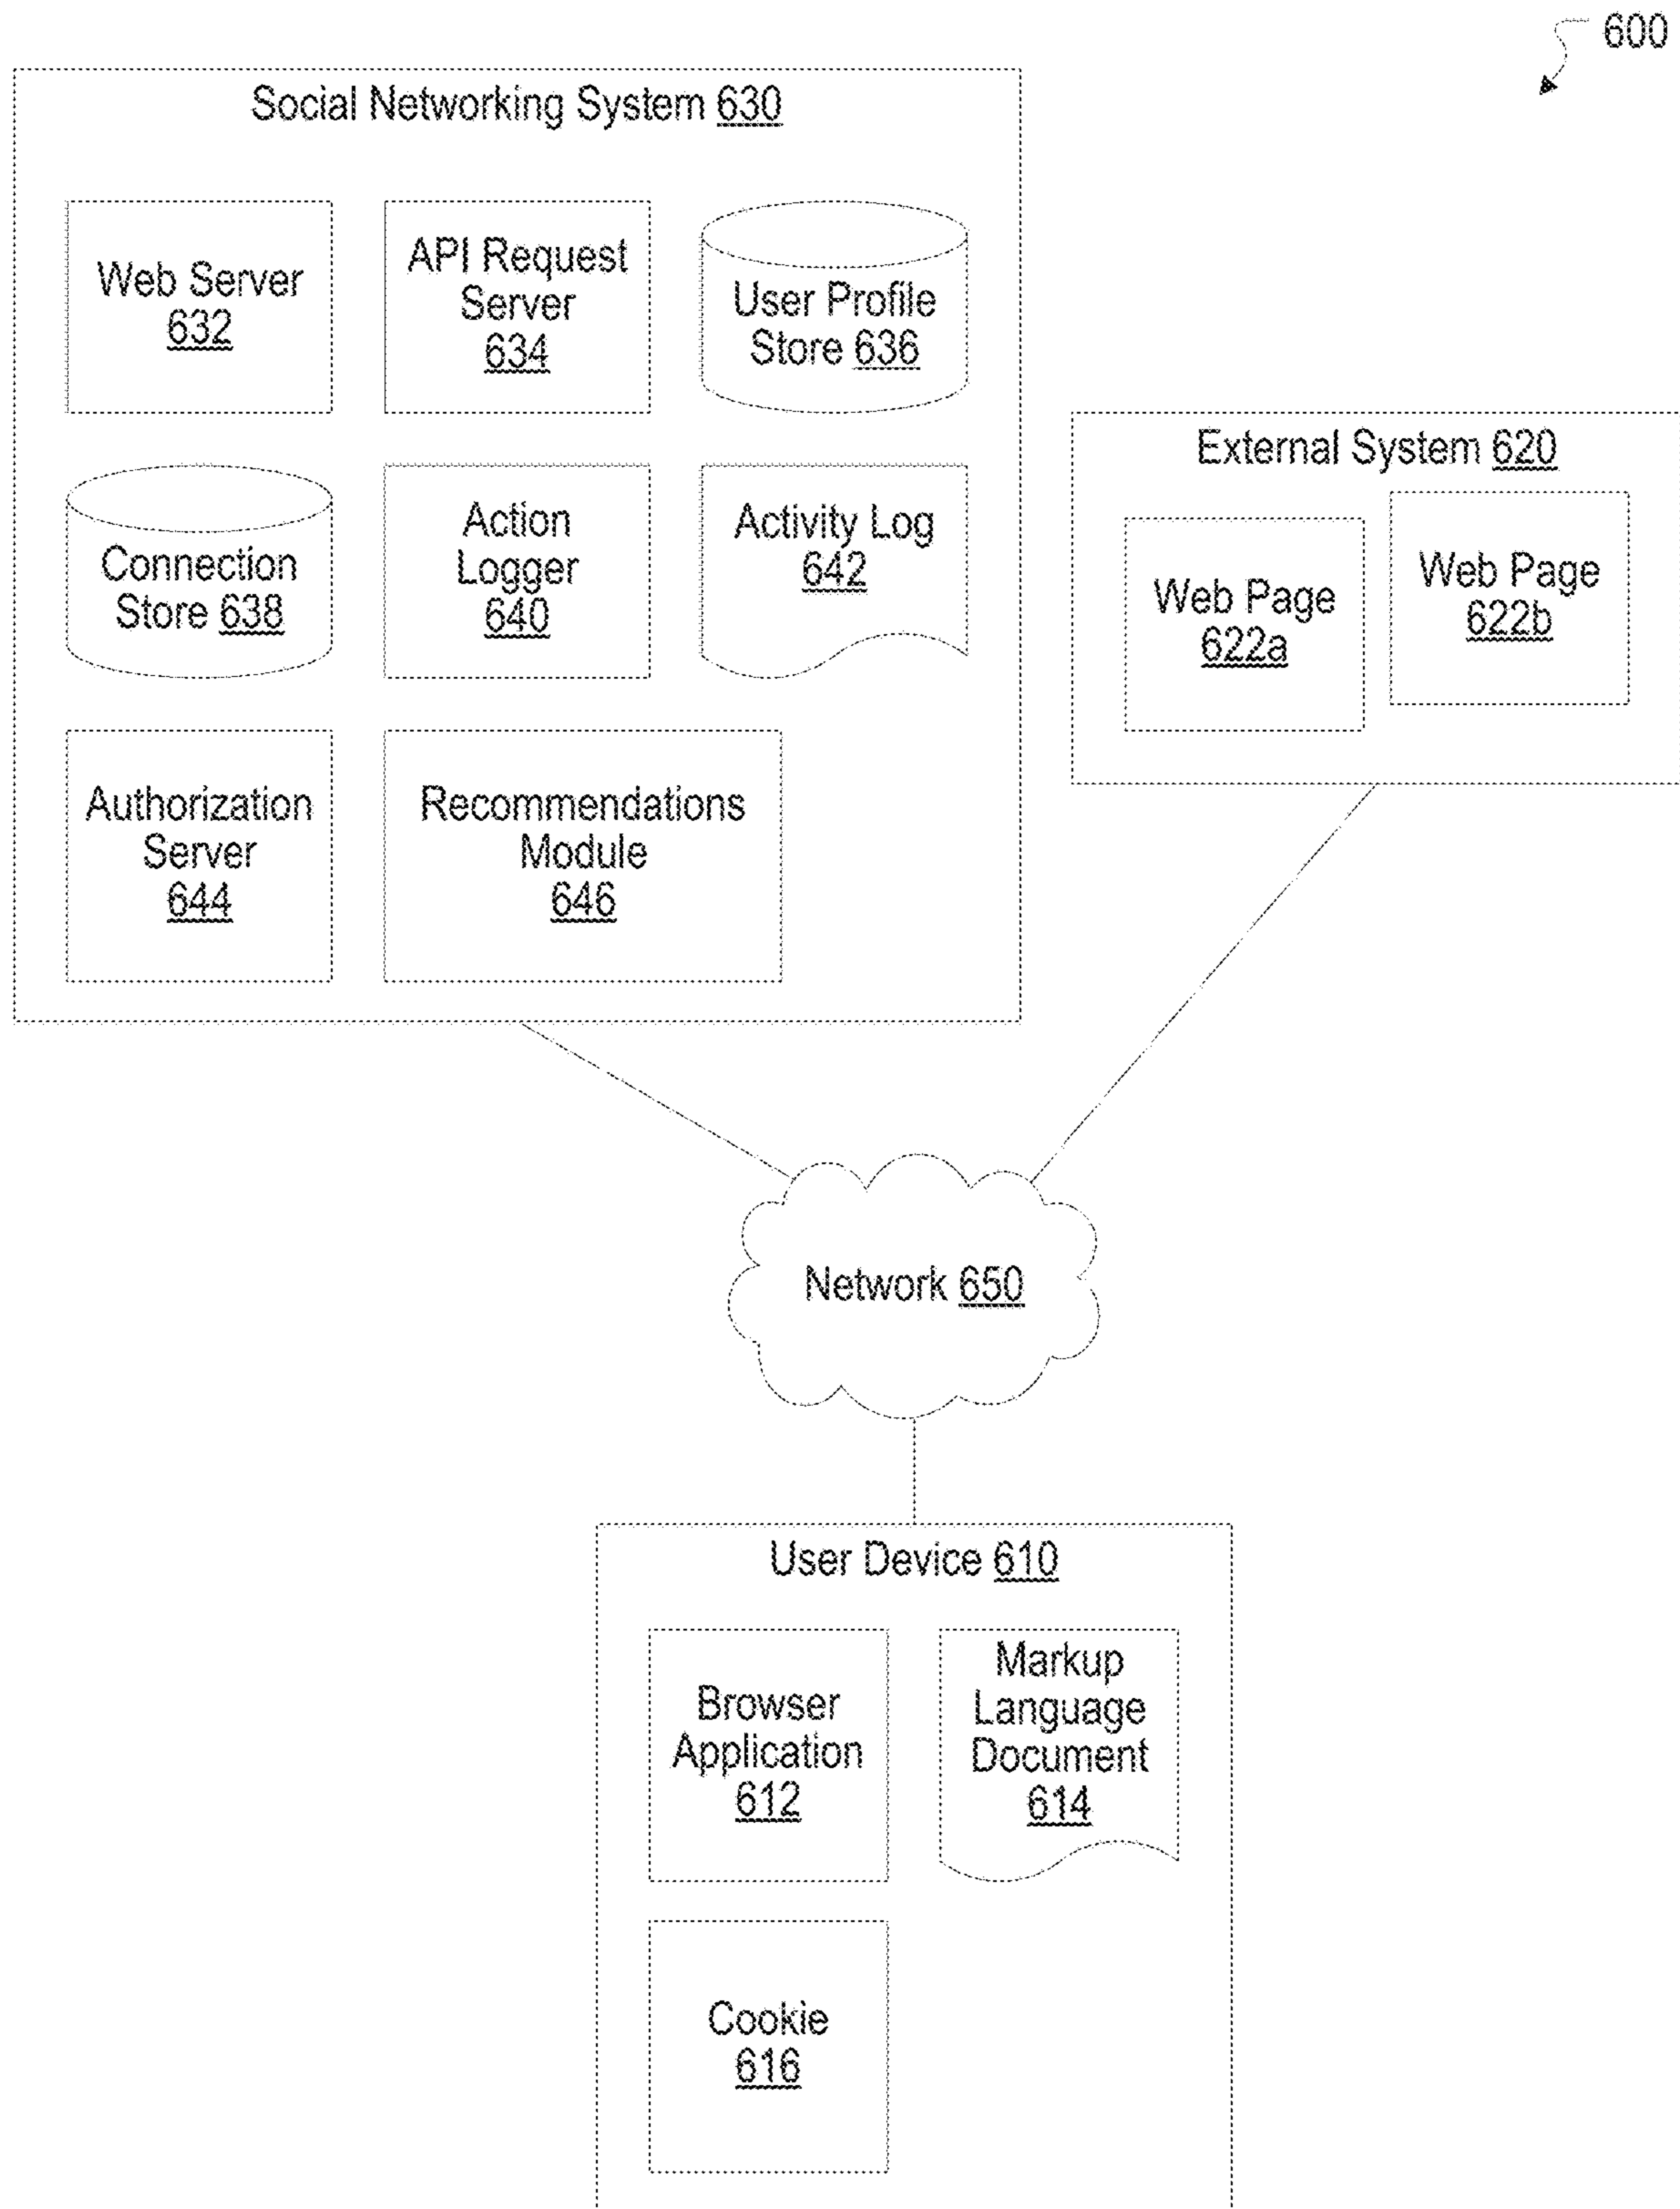 600
Social Networking System 630
Web Server
632
API Request
Server
634
User Profile
Store 636
Connection
Store 638
Action
Logger
640
Activity Log
642
Authorization
Server
644
Recommendations
Module
646
External System 620
Web Page
622a
Web Page
622b
Network 650
User Device 610
Browser
Application
612
Markup
Language
Document
614
Cookie
616